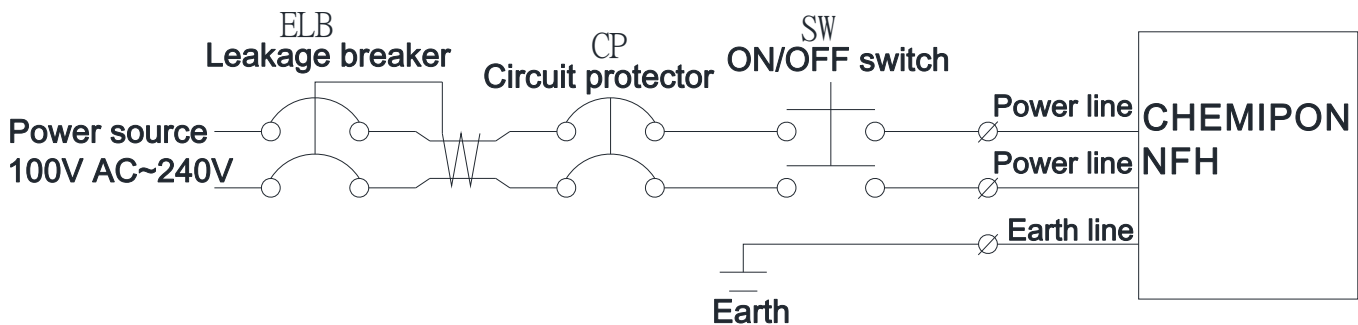 ELB
Leakage breaker
CP
Circuit protector
SW
ON/OFF switch
Power source
100V AC~240V
Power line
Power line
Earth line
CHEMIPON
NFH
Earth